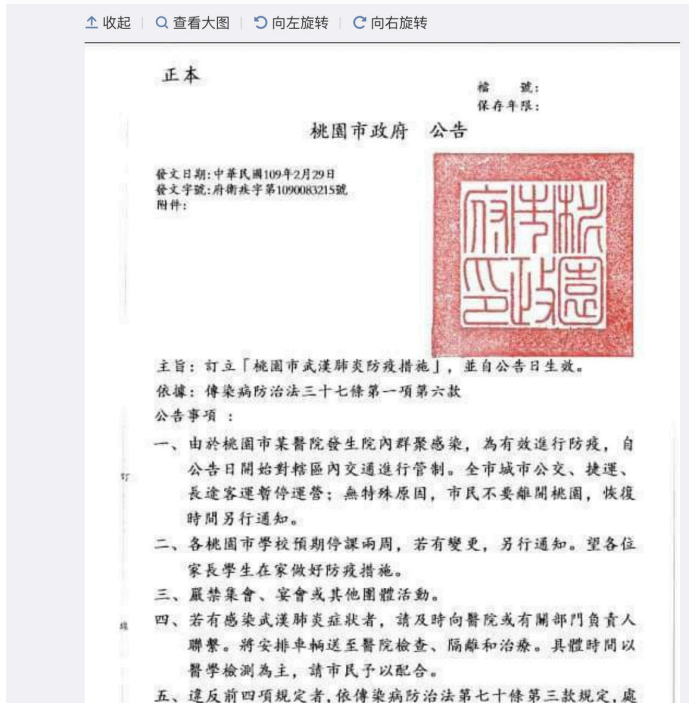 收起 查看大图 向左旋转 向右旋转
正本
檔 號:
保存年限:
桃園市政府 公告
發文日期:中華民國109年2月29日
發文字號:府衛疾字第1090083215號
附件:
桃園市政府印
主旨: 訂立「桃園市武漢肺炎防疫措施」, 並自公告日生效。
依據: 傳染病防治法三十七條第一項第六款
公告事項 :
一、由於桃園市某醫院發生院內群聚感染, 為有效進行防疫, 自
公告日開始對轄區內交通進行管制。全市城市公交、捷運、
訂
長途客運暫停運營; 無特殊原因, 市民不要離開桃園, 恢復
時間另行通知。
二、各桃園市學校預期停課兩周, 若有變更, 另行通知。望各位
家長學生在家做好防疫措施。
三、嚴禁集會、宴會或其他團體活動。
四、若有感染武漢肺炎症狀者, 請及時向醫院或有關部門負責人
線
聯繫。將安排車輛送至醫院檢查、隔離和治療。具體時間以
醫學檢測為主, 請市民予以配合。
五、違反前四項規定者, 依傳染病防治法第七十條第三款規定, 處